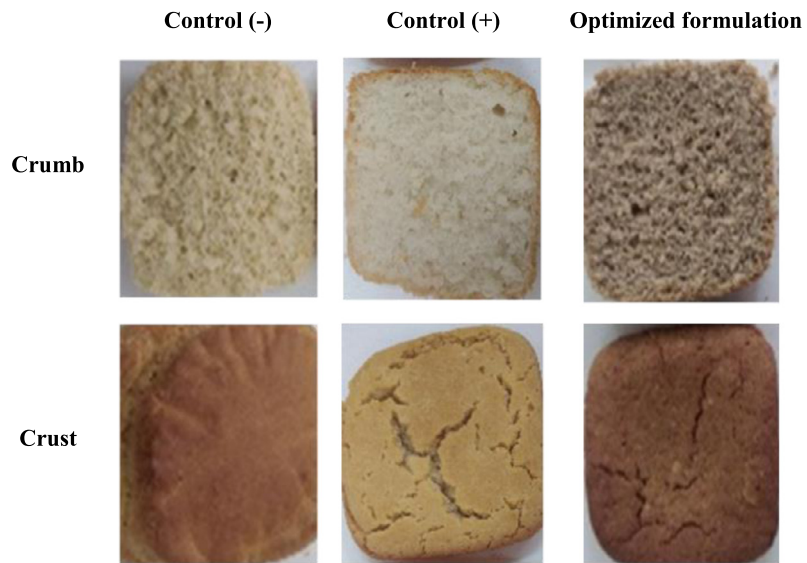 Control (-)
Control (+)
Optimized formulation
Crumb
Crust